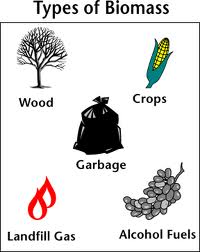 Types of Biomass
Wood
Crops
Garbage
Landfill Gas
Alcohol Fuels